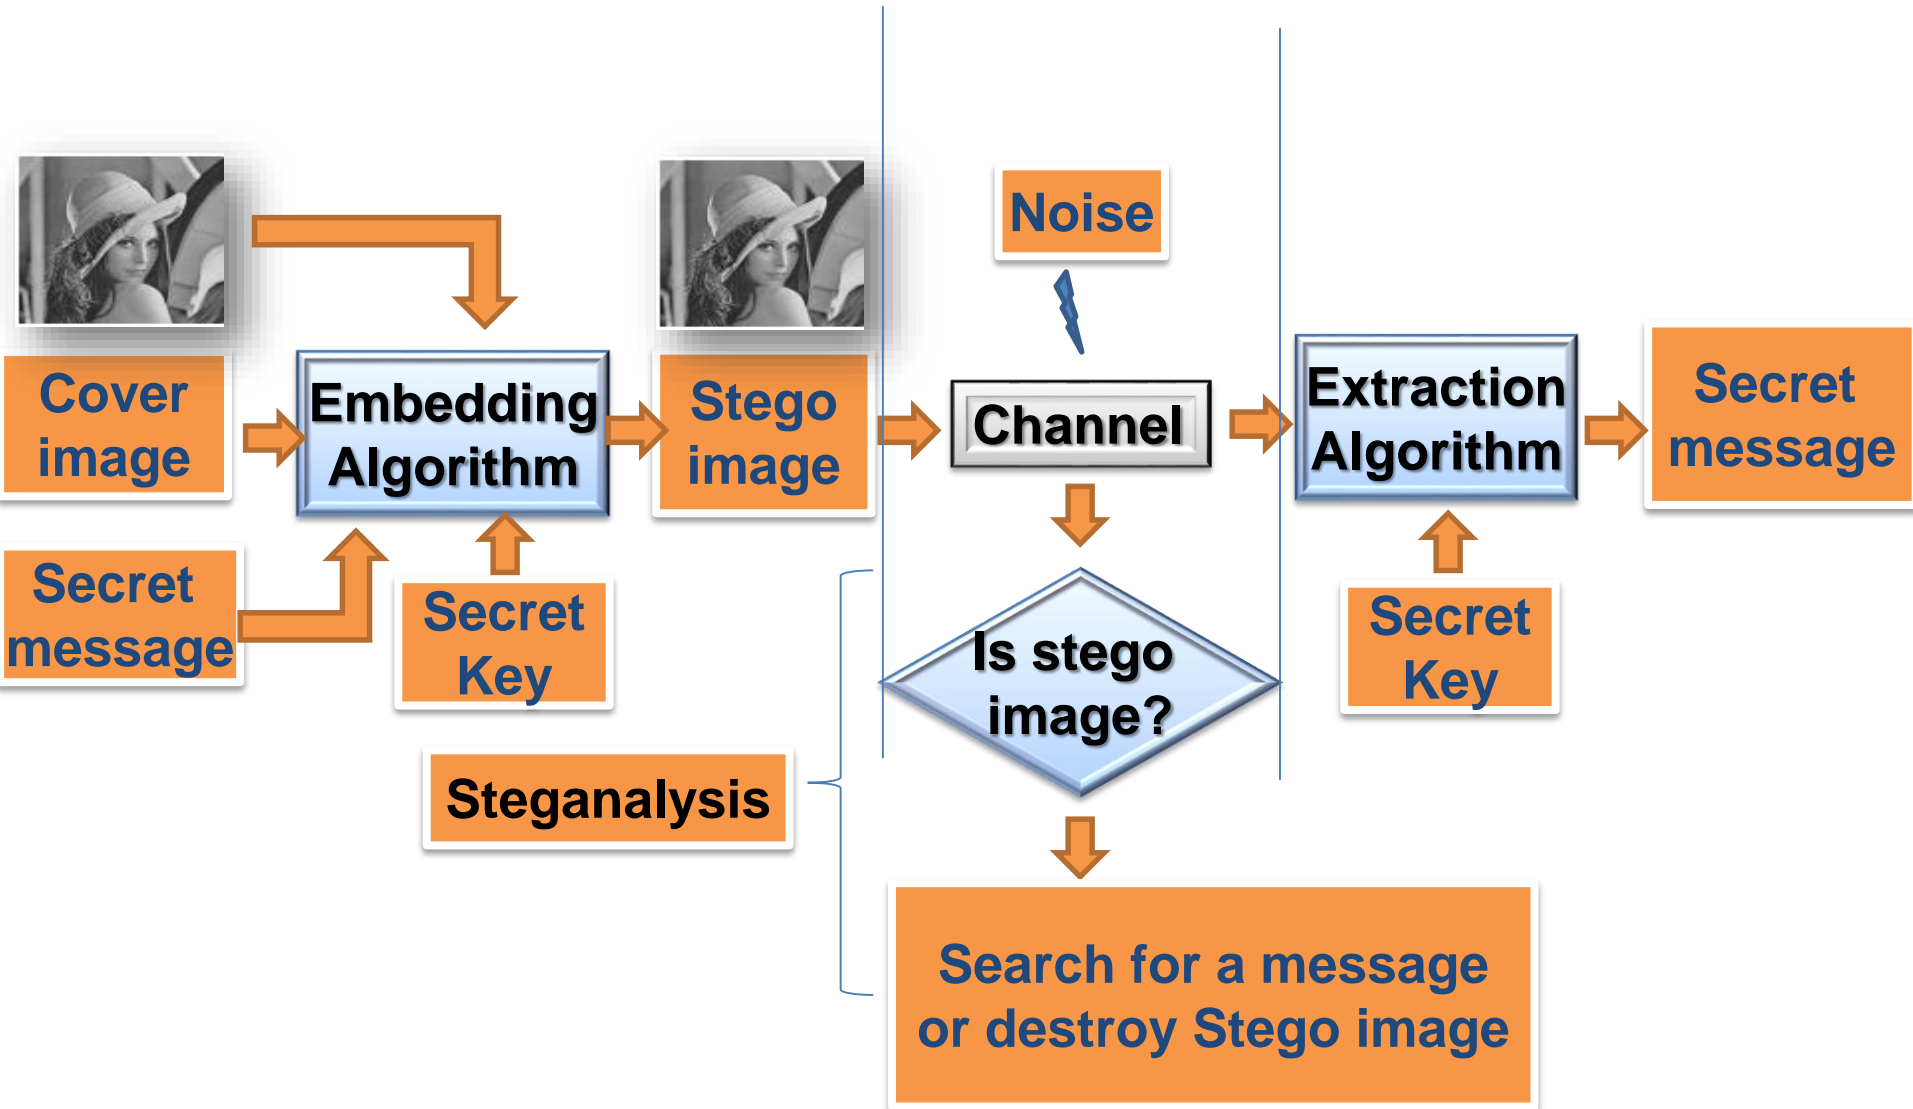 Noise
Cover
image
Embedding
Algorithm
Stego
image
Channel
Extraction
Algorithm
Secret
message
Secret
message
Secret
Key
Is stego
image?
Secret
Key
Steganalysis
Search for a message
or destroy Stego image